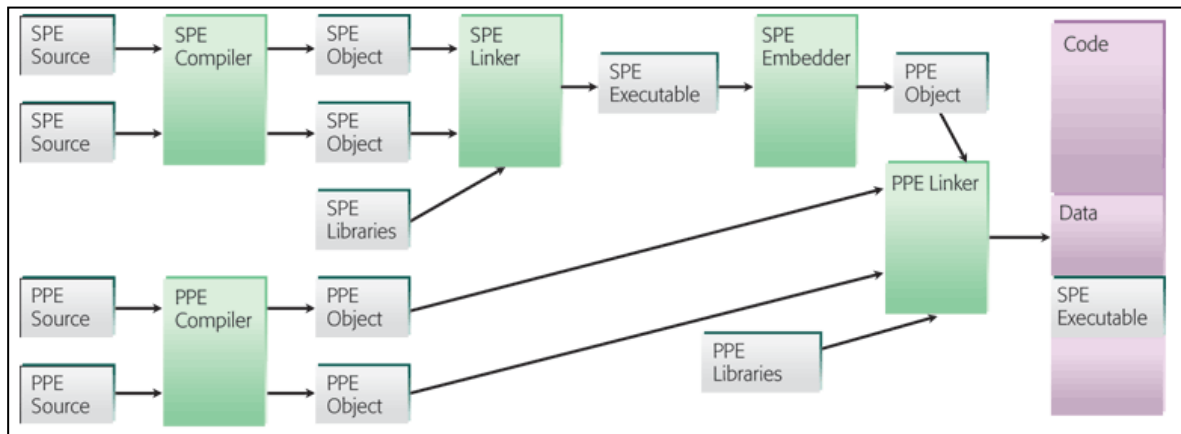 SPE
Source
SPE
Compiler
SPE
Object
SPE
Linker
SPE
Executable
SPE
Embedder
PPE
Object
Code
SPE
Source
SPE
Object
SPE
Libraries
PPE Linker
Data
PPE
Source
PPE
Compiler
PPE
Object
SPE
Executable
PPE
Libraries
PPE
Source
PPE
Object